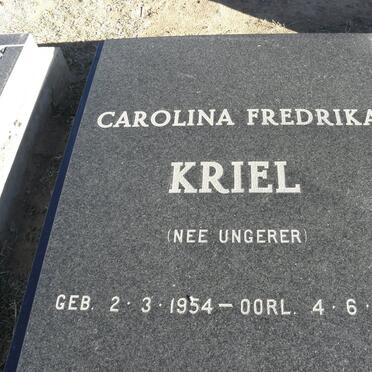 CAROLINA FREDRIKA
KRIEL
(NEE UNGERER)
GEB. 2·3·1954 — OORL. 4·6·